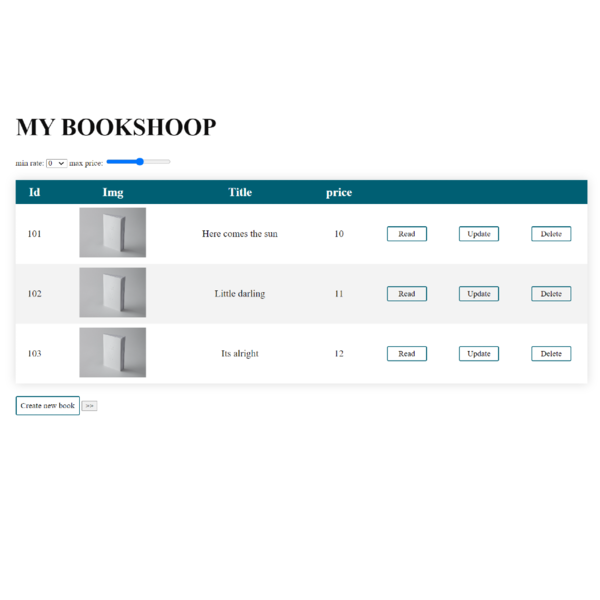 MY BOOKSHOOP
min rate: 0 max price:
Id Img Title price
101 Here comes the sun 10 Read Update Delete
102 Little darling 11 Read Update Delete
103 Its alright 12 Read Update Delete
Create new book >>